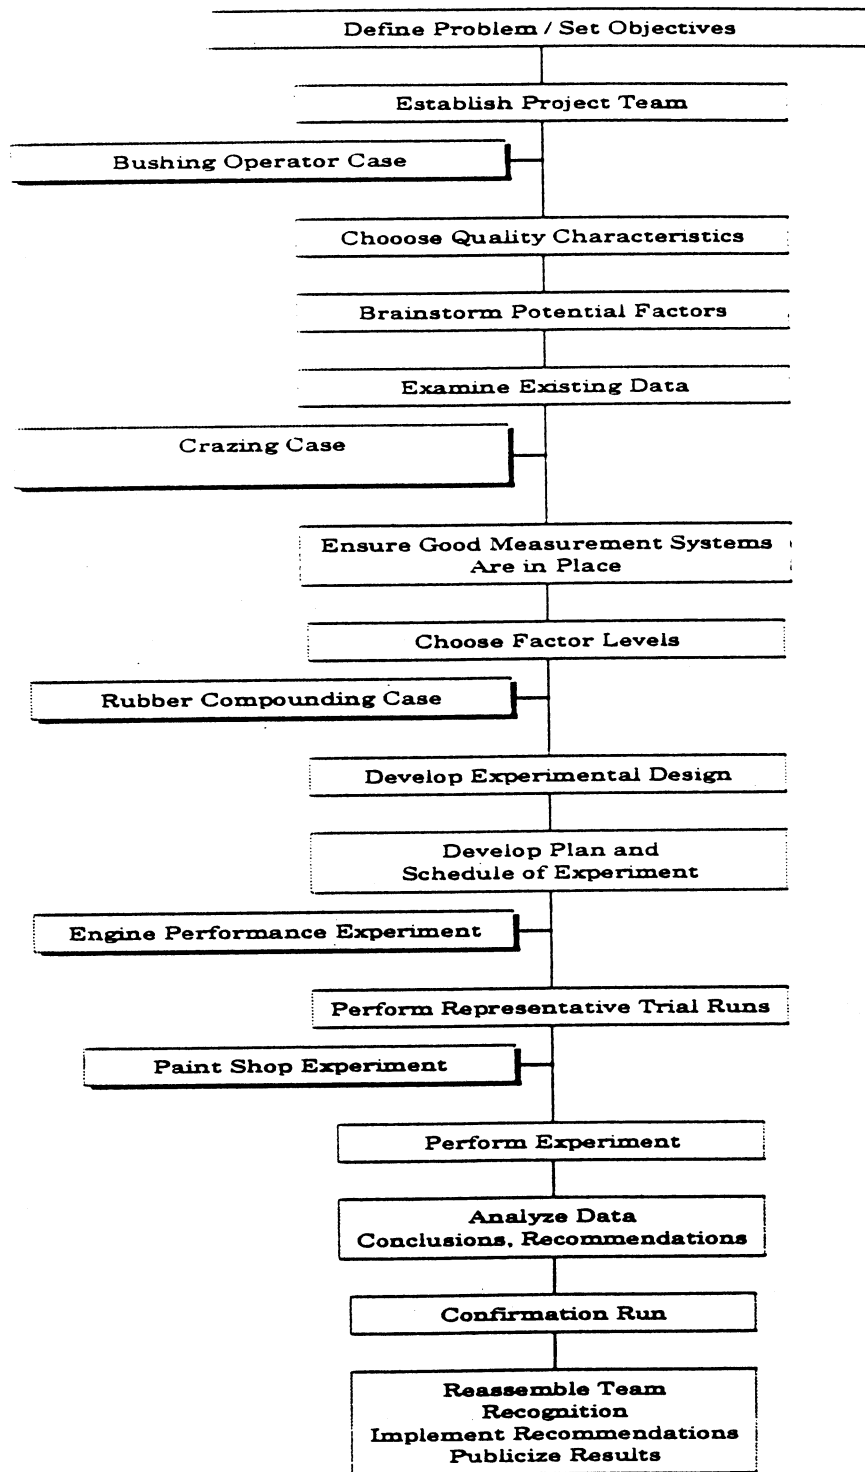 Define Problem / Set Objectives
Establish Project Team
Bushing Operator Case
Chooose Quality Characteristics
Brainstorm Potential Factors
Examine Existing Data
Crazing Case
Ensure Good Measurement Systems
Are in Place
Choose Factor Levels
Rubber Compounding Case
Develop Experimental Design
Develop Plan and
Schedule of Experiment
Engine Performance Experiment
Perform Representative Trial Runs
Paint Shop Experiment
Perform Experiment
Analyze Data
Conclusions, Recommendations
Confirmation Run
Reassemble Team
Recognition
Implement Recommendations
Publicize Results